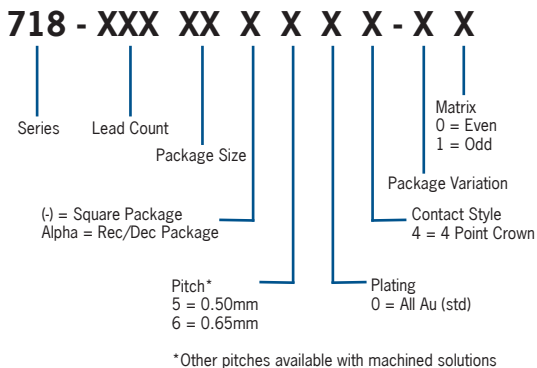 718 - XXX XX X X X X - X X
Series
Lead Count
Package Size
Matrix
0 = Even
1 = Odd
Package Variation
(-) = Square Package
Alpha = Rec/Dec Package
Contact Style
4 = 4 Point Crown
Pitch*
5 = 0.50mm
6 = 0.65mm
Plating
0 = All Au (std)
*Other pitches available with machined solutions